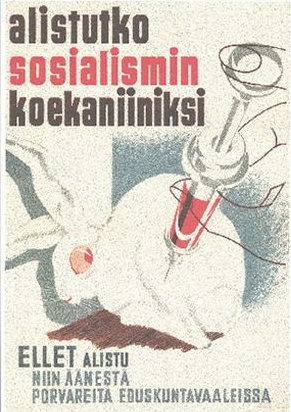 alistutko
sosialismin
koekaniiniksi
ELLET ALISTU
NIIN ÄÄNESTÄ
PORVAREITA EDUSKUNTAVAALEISSA